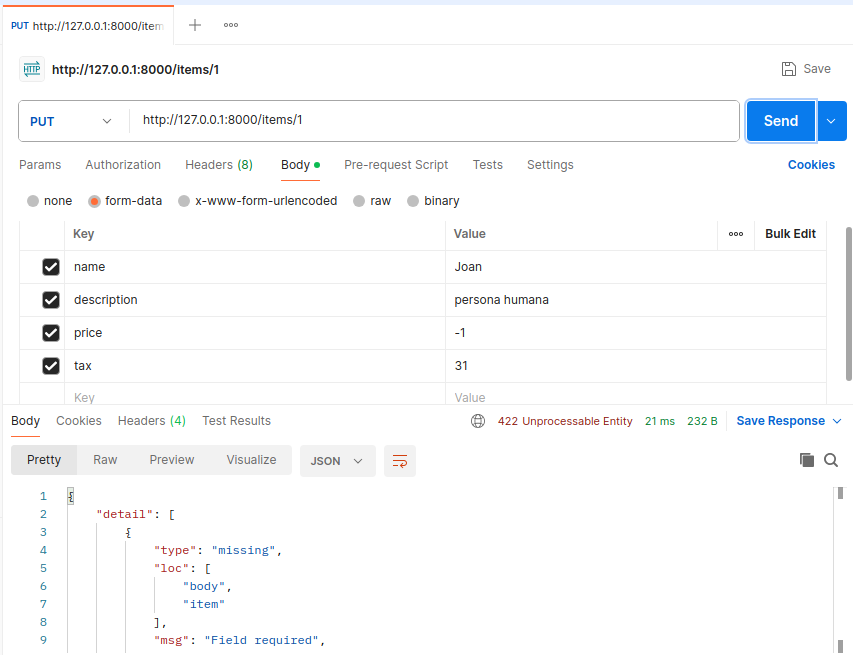 PUT http://127.0.0.1:8000/item
HTTP http://127.0.0.1:8000/items/1 Save
PUT http://127.0.0.1:8000/items/1 Send
Params Authorization Headers (8) Body Pre-request Script Tests Settings Cookies
none form-data x-www-form-urlencoded raw binary
Key Value Bulk Edit
name Joan
description persona humana
price -1
tax 31
Key Value
Body Cookies Headers (4) Test Results 422 Unprocessable Entity 21 ms 232 B Save Response
Pretty Raw Preview Visualize JSON
1 {
2 "detail": [
3 {
4 "type": "missing",
5 "loc": [
6 "body",
7 "item"
8 ],
9 "msg": "Field required",